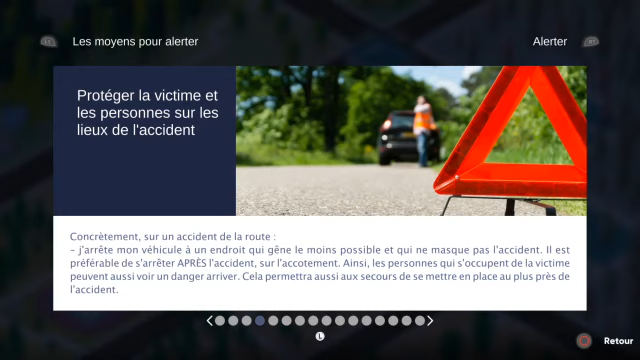 Les moyens pour alerter
Alerter
Protéger la victime et
les personnes sur les
lieux de l'accident
Concrètement, sur un accident de la route :
– j'arrête mon véhicule à un endroit qui gêne le moins possible et qui ne masque pas l'accident. Il est
préférable de s'arrêter APRÈS l'accident, sur l'accotement. Ainsi, les personnes qui s'occupent de la victime
peuvent aussi voir un danger arriver. Cela permettra aussi aux secours de se mettre en place au plus près de
l'accident.
L
Retour